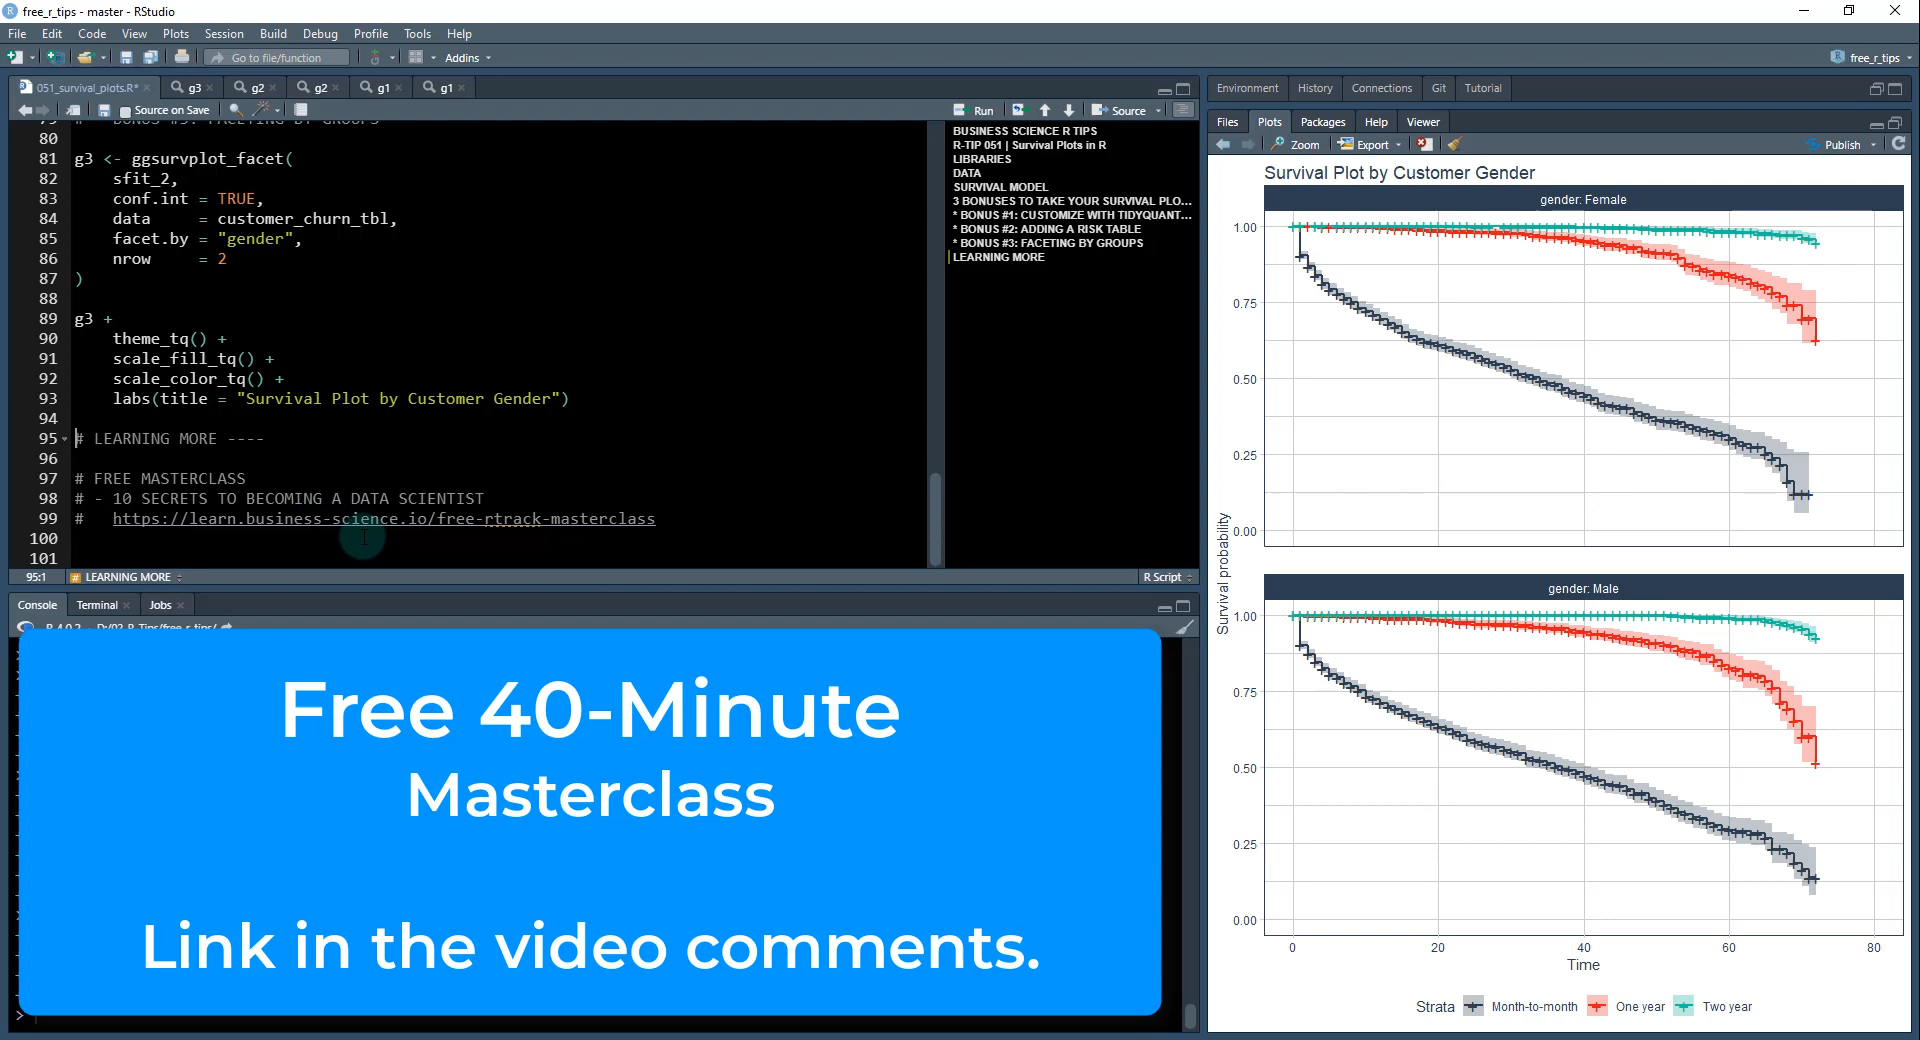 free_r_tips - master - RStudio
File Edit Code View Plots Session Build Debug Profile Tools Help
Go to file/function Addins free_r_tips
051_survival_plots.R* g3 g2 g2 g1 g1
Source on Save Run Source
# * BONUS #3: FACETING BY GROUPS
80
81 g3 <- ggsurvplot_facet(
82 sfit_2,
83 conf.int = TRUE,
84 data = customer_churn_tbl,
85 facet.by = "gender",
86 nrow = 2
87 )
88
89 g3 +
90 theme_tq() +
91 scale_fill_tq() +
92 scale_color_tq() +
93 labs(title = "Survival Plot by Customer Gender")
94
95 # LEARNING MORE ----
96
97 # FREE MASTERCLASS
98 # - 10 SECRETS TO BECOMING A DATA SCIENTIST
99 # https://learn.business-science.io/free-rtrack-masterclass
100
101
95:1 # LEARNING MORE R Script
BUSINESS SCIENCE R TIPS
R-TIP 051 | Survival Plots in R
LIBRARIES
DATA
SURVIVAL MODEL
3 BONUSES TO TAKE YOUR SURVIVAL PLO...
* BONUS #1: CUSTOMIZE WITH TIDYQUANT...
* BONUS #2: ADDING A RISK TABLE
* BONUS #3: FACETING BY GROUPS
LEARNING MORE
Console Terminal Jobs
R 4.0.2 · D:/03_R_Tips/free_r_tips/
Free 40-Minute
Masterclass
Link in the video comments.
>
Environment History Connections Git Tutorial
Files Plots Packages Help Viewer
Zoom Export Publish
Survival Plot by Customer Gender
gender: Female
1.00
0.75
0.50
0.25
0.00
Survival probability
gender: Male
1.00
0.75
0.50
0.25
0.00
0 20 40 60 80
Time
Strata Month-to-month One year Two year